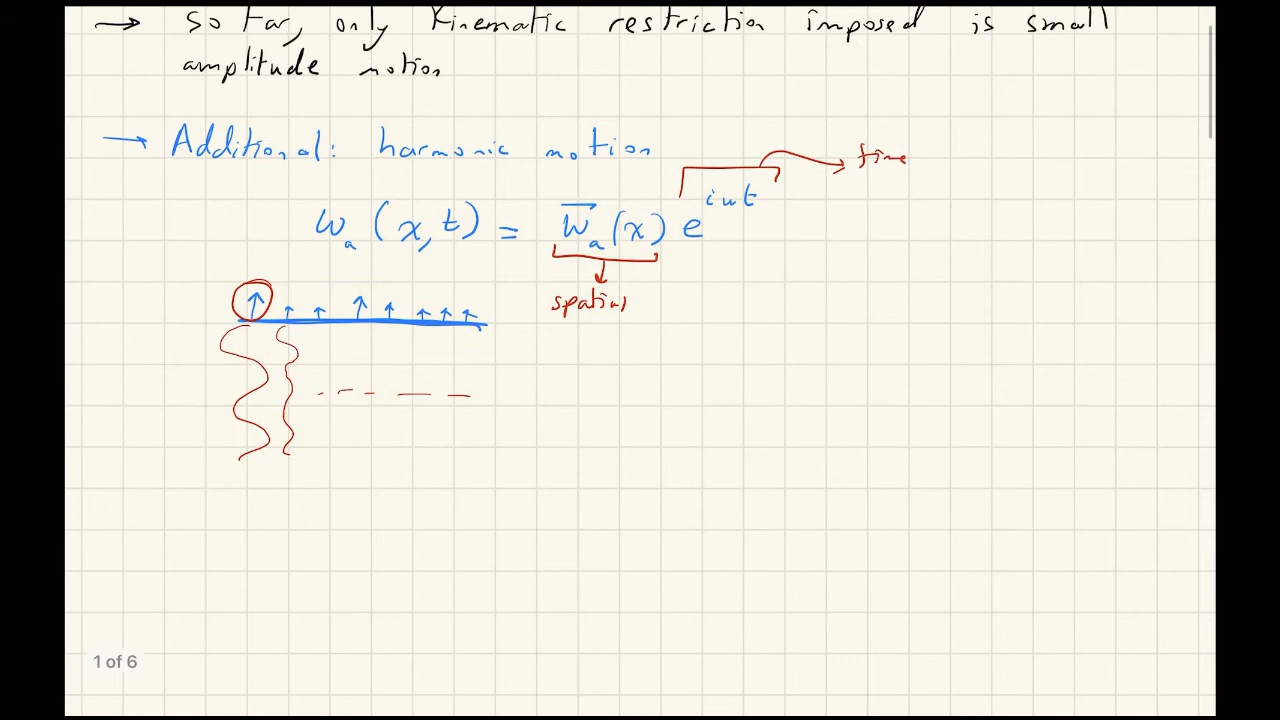 → so far, only Kinematic restriction imposed is small
amplitude motion
→ Additional: harmonic motion
time
w_a (x, t) = w̅_a (x) e^{iωt}
spatial
1 of 6